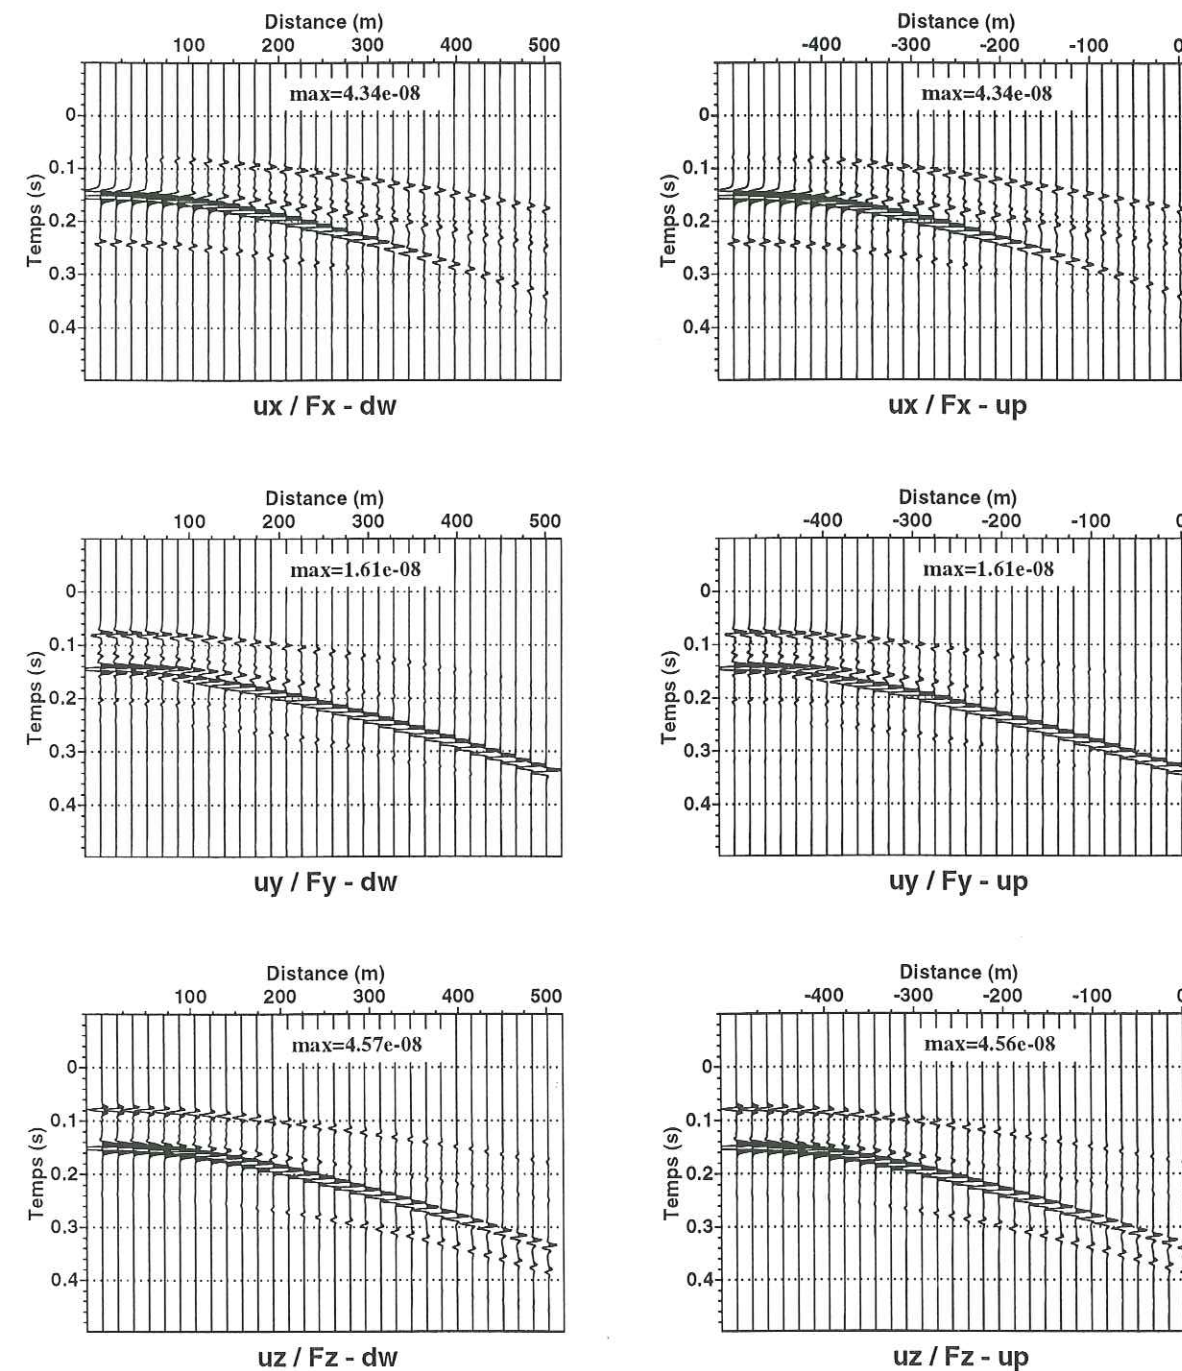 Distance (m)
100 200 300 400 500
max=4.34e-08
Temps (s)
0
0.1
0.2
0.3
0.4
ux / Fx - dw
Distance (m)
-400 -300 -200 -100 0
max=4.34e-08
Temps (s)
0
0.1
0.2
0.3
0.4
ux / Fx - up
Distance (m)
100 200 300 400 500
max=1.61e-08
Temps (s)
0
0.1
0.2
0.3
0.4
uy / Fy - dw
Distance (m)
-400 -300 -200 -100 0
max=1.61e-08
Temps (s)
0
0.1
0.2
0.3
0.4
uy / Fy - up
Distance (m)
100 200 300 400 500
max=4.57e-08
Temps (s)
0
0.1
0.2
0.3
0.4
uz / Fz - dw
Distance (m)
-400 -300 -200 -100 0
max=4.56e-08
Temps (s)
0
0.1
0.2
0.3
0.4
uz / Fz - up